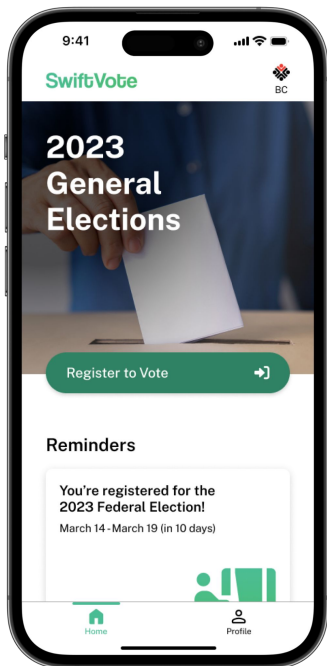 9:41
SwiftVote
BC
2023
General
Elections
Register to Vote
Reminders
You're registered for the
2023 Federal Election!
March 14 - March 19 (in 10 days)
Home
Profile